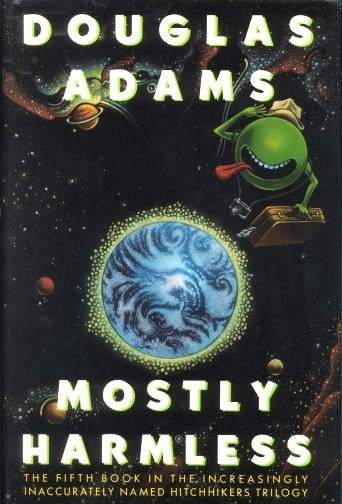 DOUGLAS
ADAMS
MOSTLY
HARMLESS
THE FIFTH BOOK IN THE INCREASINGLY
INACCURATELY NAMED HITCHHIKERS TRILOGY